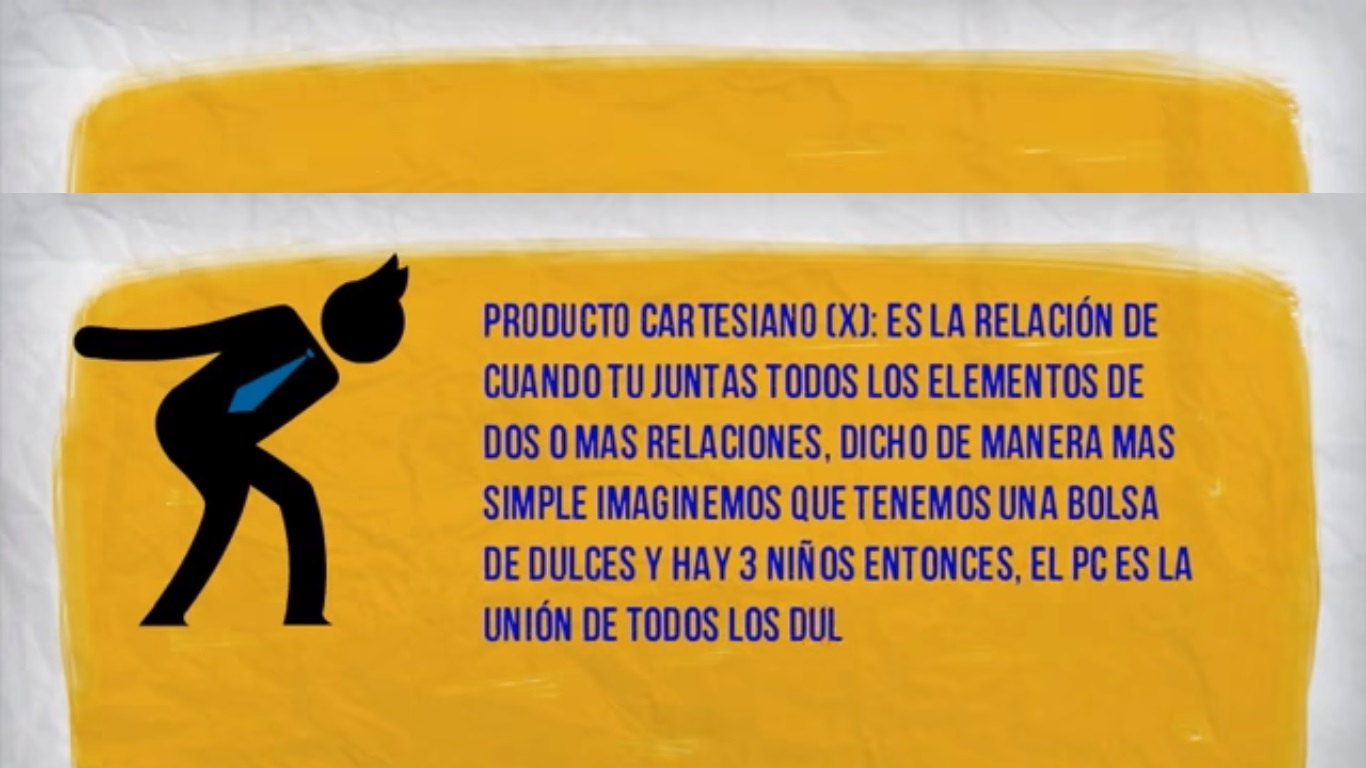 PRODUCTO CARTESIANO (X): ES LA RELACIÓN DE
CUANDO TU JUNTAS TODOS LOS ELEMENTOS DE
DOS O MAS RELACIONES, DICHO DE MANERA MAS
SIMPLE IMAGINEMOS QUE TENEMOS UNA BOLSA
DE DULCES Y HAY 3 NIÑOS ENTONCES, EL PC ES LA
UNIÓN DE TODOS LOS DUL